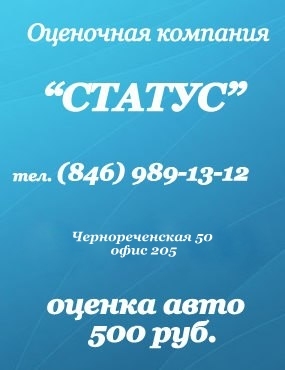 Оценочная компания
“СТАТУС”
тел. (846) 989-13-12
Чернореченская 50
офис 205
оценка авто
500 руб.